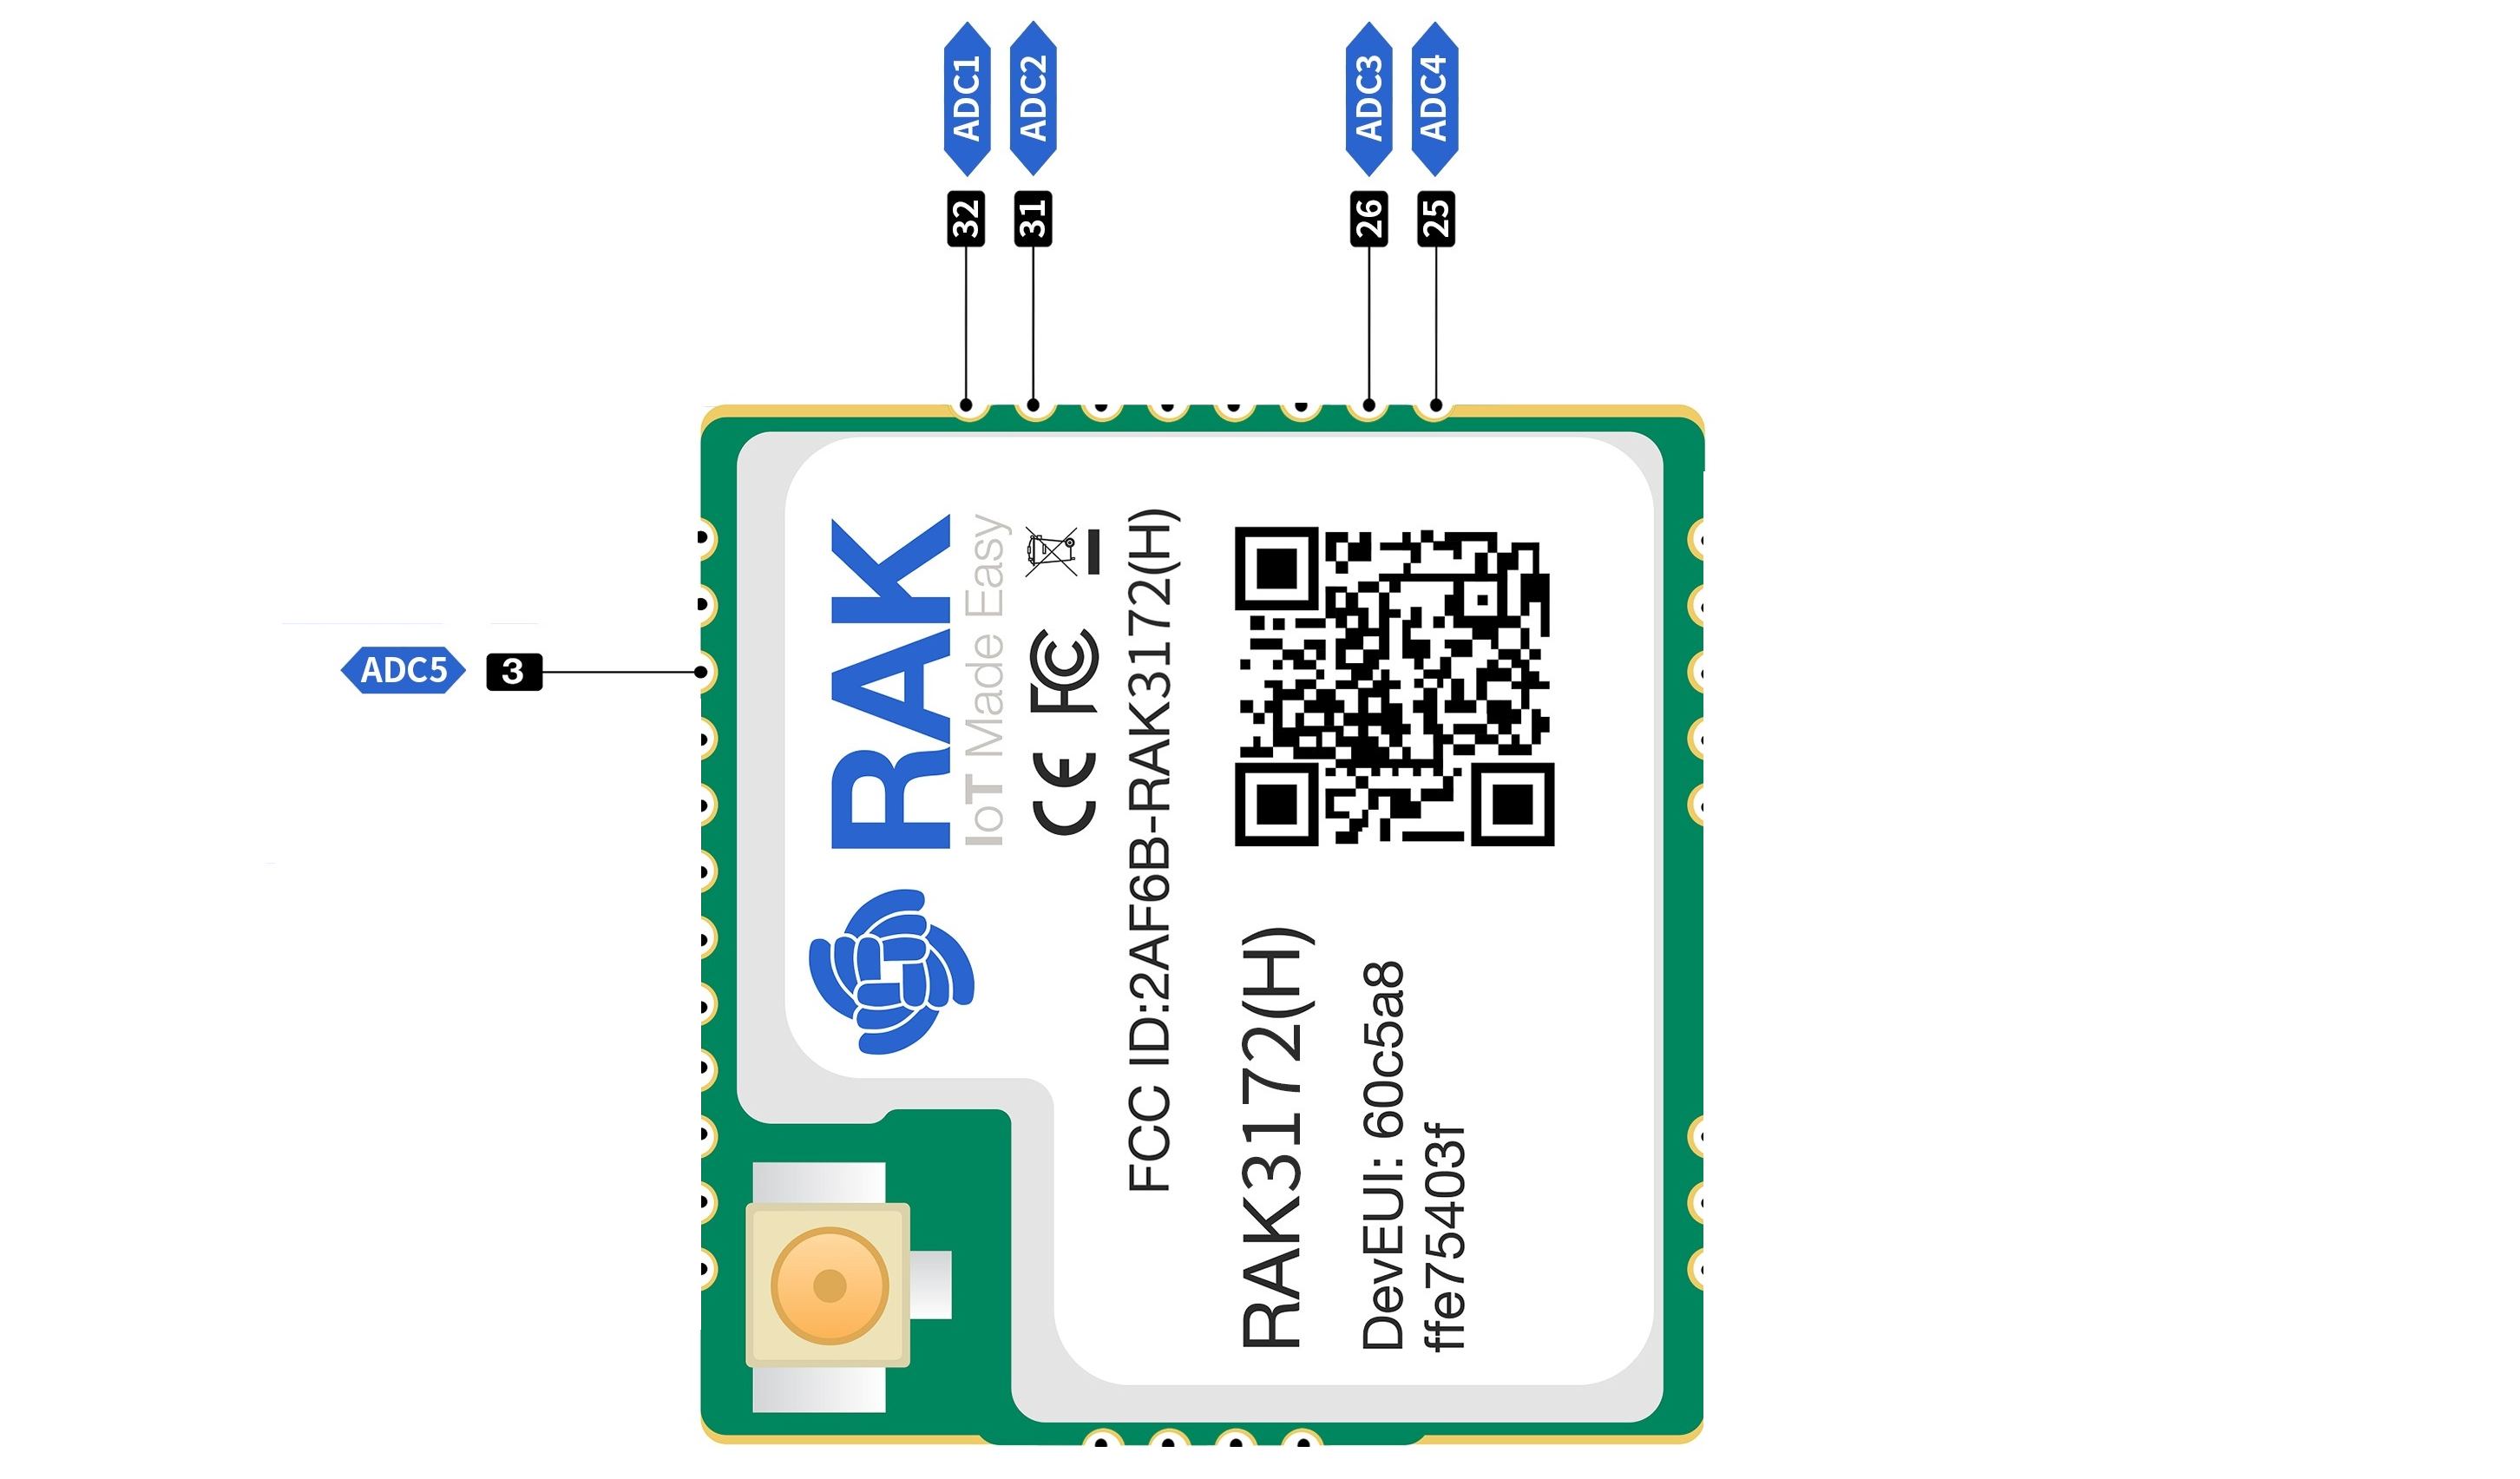 ADC1
ADC2
ADC3
ADC4
32
31
26
25
ADC5
3
RAK
IoT Made Easy
CE FC
FCC ID:2AF6B-RAK3172(H)
RAK3172(H)
DevEUI: 60c5a8
fffe75403f